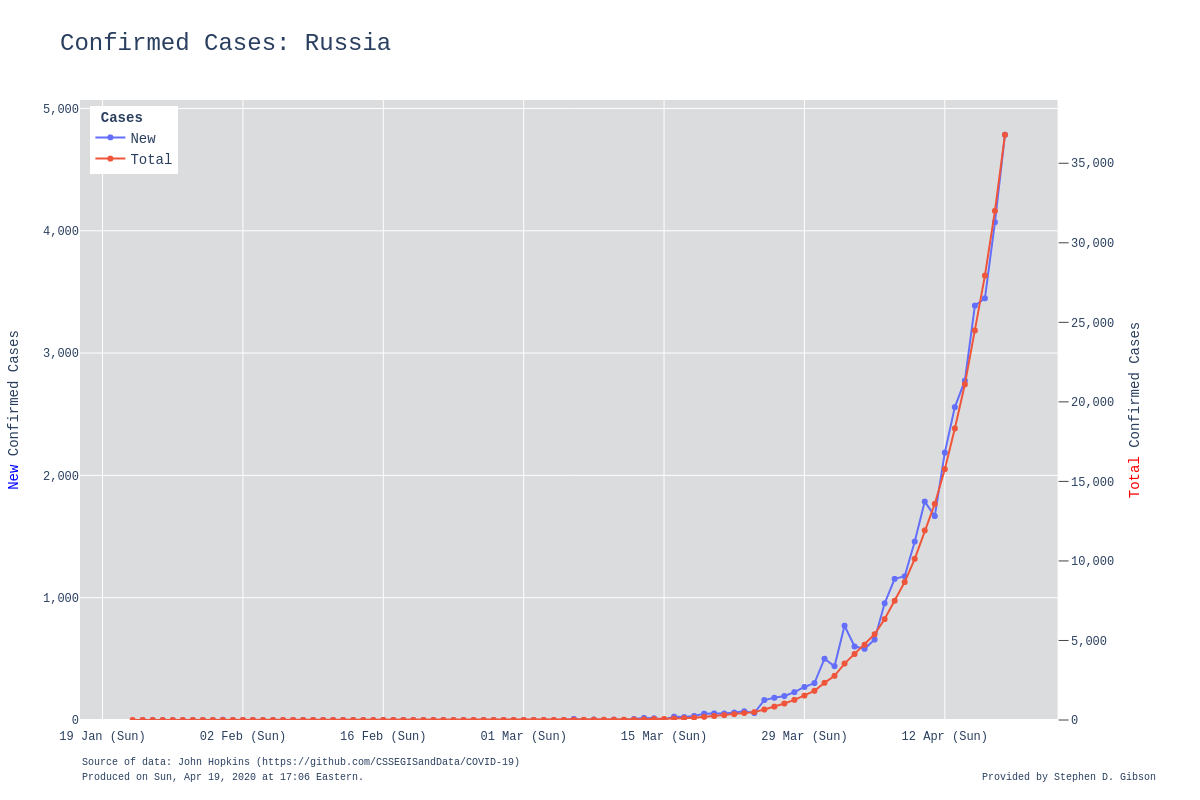 Confirmed Cases: Russia
Cases
New
Total
5,000
4,000
3,000
2,000
1,000
0
35,000
30,000
25,000
20,000
15,000
10,000
5,000
0
New Confirmed Cases
Total Confirmed Cases
19 Jan (Sun)
02 Feb (Sun)
16 Feb (Sun)
01 Mar (Sun)
15 Mar (Sun)
29 Mar (Sun)
12 Apr (Sun)
Source of data: John Hopkins (https://github.com/CSSEGISandData/COVID-19)
Produced on Sun, Apr 19, 2020 at 17:06 Eastern.
Provided by Stephen D. Gibson